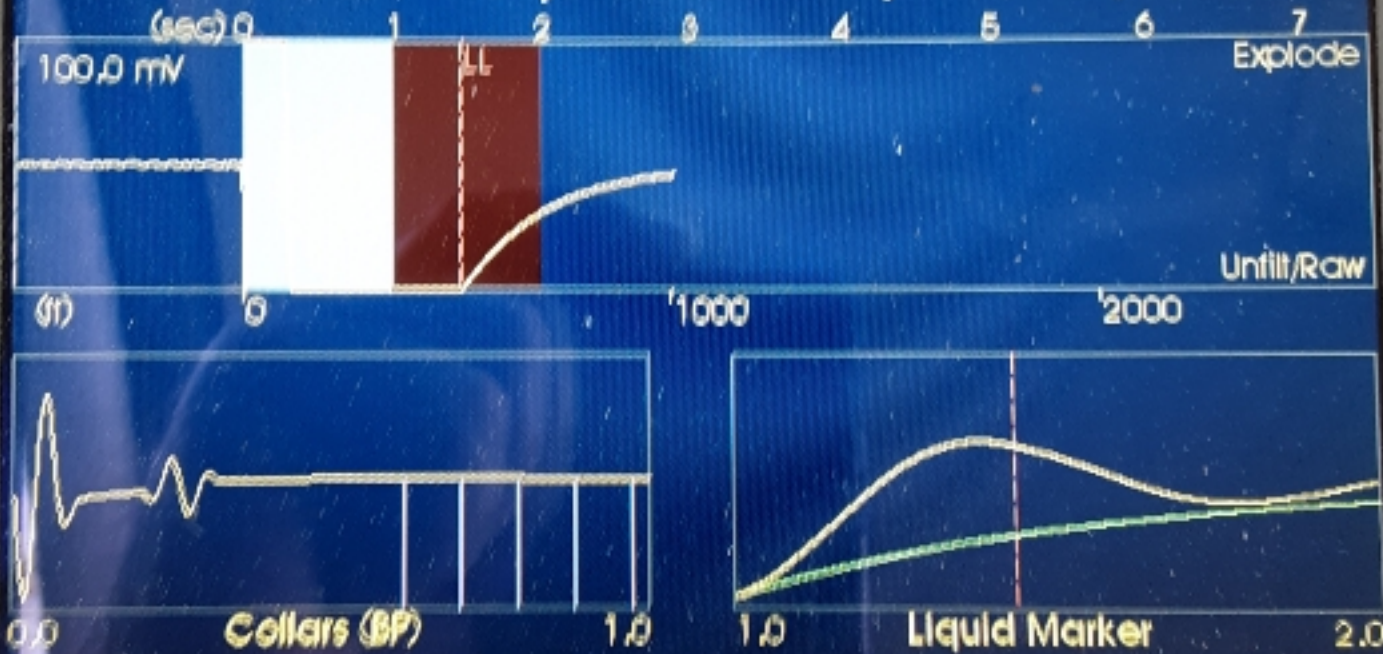 (sec) 0 1 2 3 4 5 6 7
100.0 mV LL Explode
Unfilt/Raw
(ft) 0 1000 2000
0.0 Collars (BP) 1.0 1.0 Liquid Marker 2.0